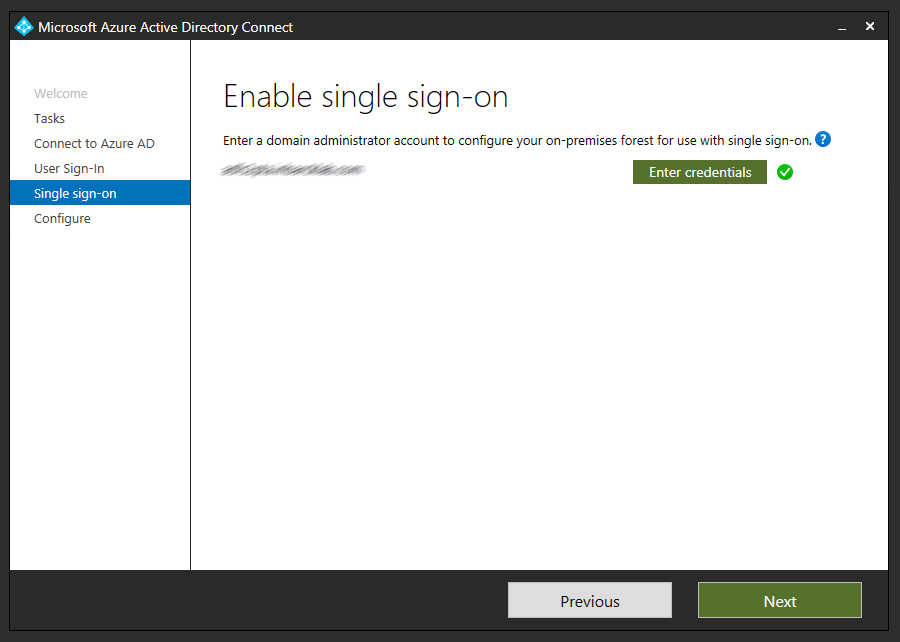 Microsoft Azure Active Directory Connect
Welcome
Tasks
Connect to Azure AD
User Sign-In
Single sign-on
Configure
Enable single sign-on
Enter a domain administrator account to configure your on-premises forest for use with single sign-on. ?
Enter credentials
Previous
Next